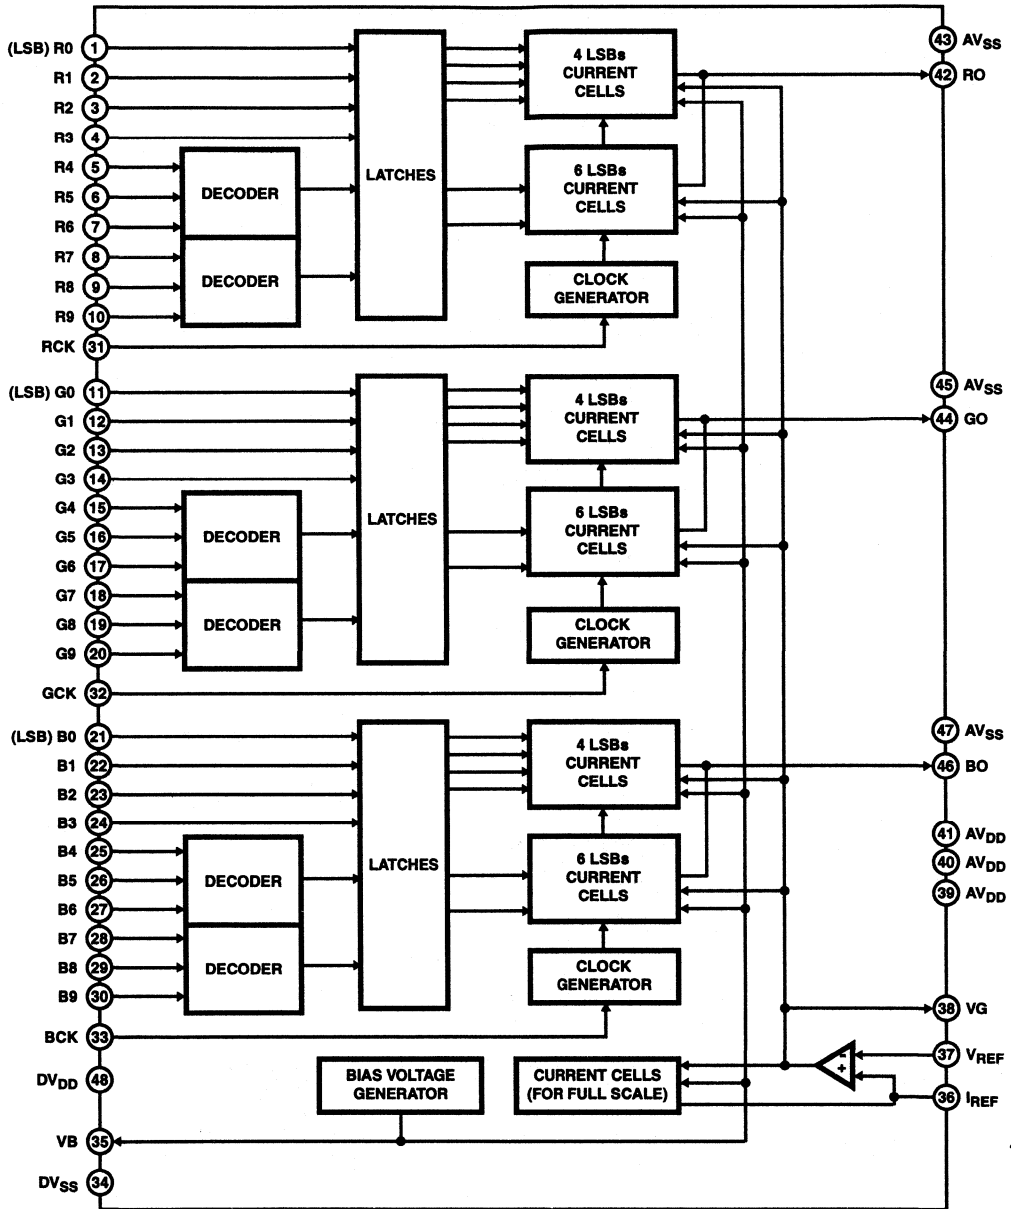 (LSB) R0 1
R1 2
R2 3
R3 4
R4 5
R5 6
R6 7
R7 8
R8 9
R9 10
RCK 31
DECODER
DECODER
LATCHES
4 LSBs
CURRENT
CELLS
6 LSBs
CURRENT
CELLS
CLOCK
GENERATOR
43 AVSS
42 RO
(LSB) G0 11
G1 12
G2 13
G3 14
G4 15
G5 16
G6 17
G7 18
G8 19
G9 20
GCK 32
DECODER
DECODER
LATCHES
4 LSBs
CURRENT
CELLS
6 LSBs
CURRENT
CELLS
CLOCK
GENERATOR
45 AVSS
44 GO
(LSB) B0 21
B1 22
B2 23
B3 24
B4 25
B5 26
B6 27
B7 28
B8 29
B9 30
BCK 33
DECODER
DECODER
LATCHES
4 LSBs
CURRENT
CELLS
6 LSBs
CURRENT
CELLS
CLOCK
GENERATOR
47 AVSS
46 BO
41 AVDD
40 AVDD
39 AVDD
38 VG
37 VREF
36 IREF
-
+
DVDD 48
VB 35
DVSS 34
BIAS VOLTAGE
GENERATOR
CURRENT CELLS
(FOR FULL SCALE)